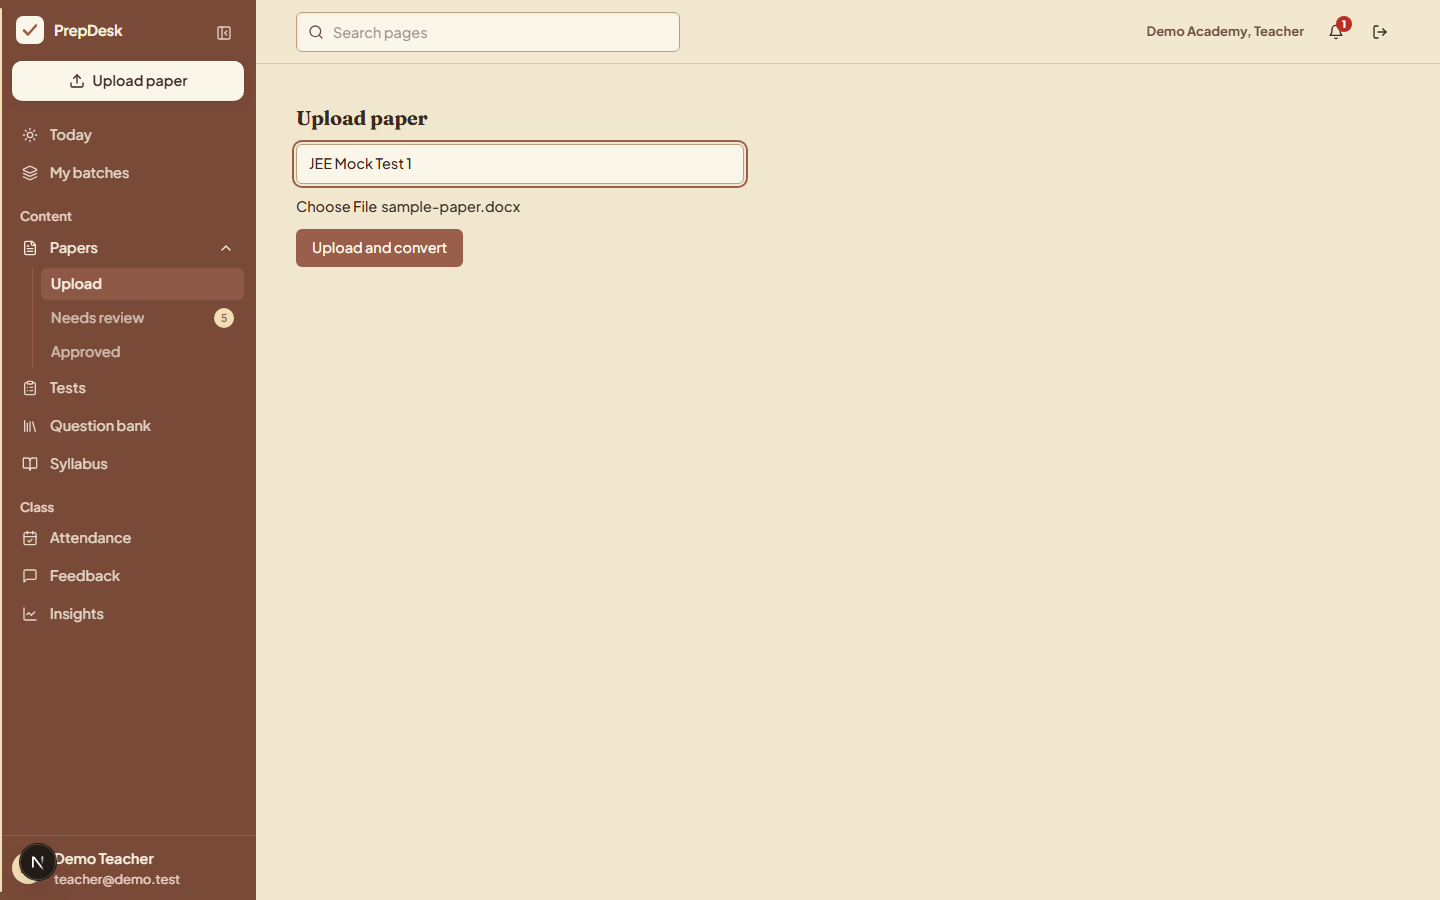 PrepDesk
Upload paper
Today
My batches
Content
Papers
Upload
Needs review 5
Approved
Tests
Question bank
Syllabus
Class
Attendance
Feedback
Insights
N
Demo Teacher
teacher@demo.test
Search pages
Demo Academy, Teacher
1
Upload paper
JEE Mock Test 1
Choose File sample-paper.docx
Upload and convert